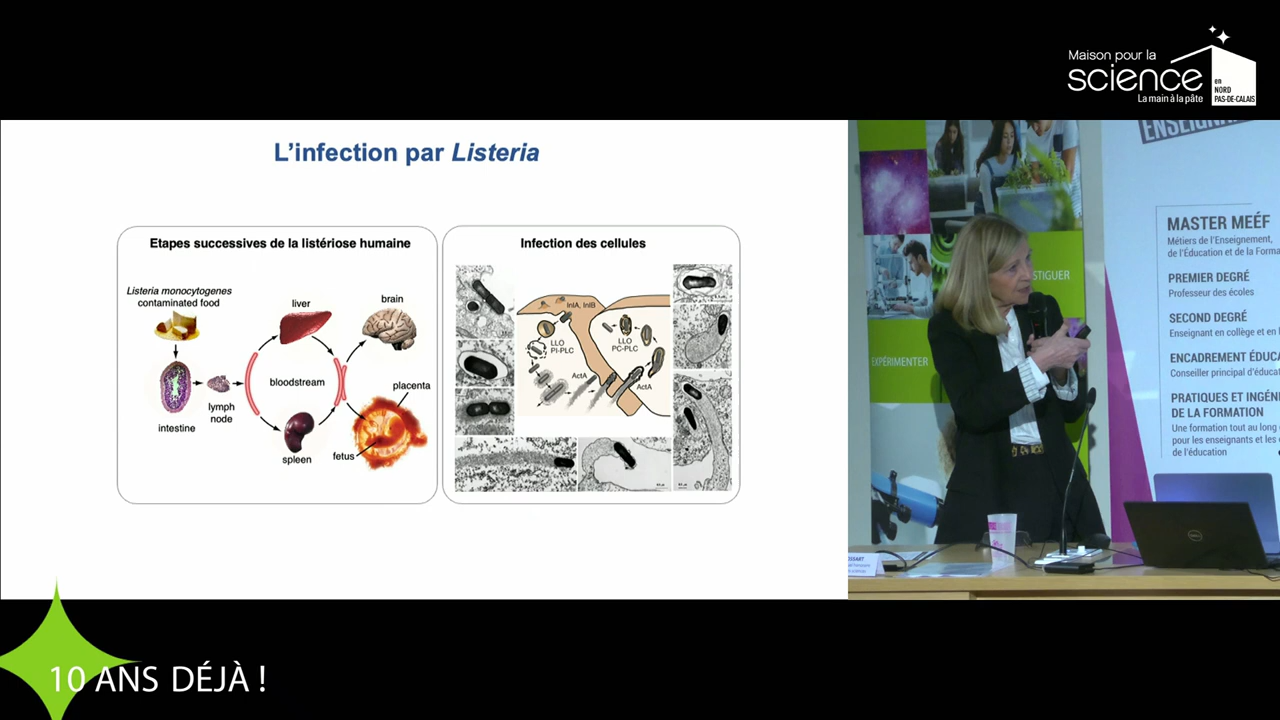 Maison pour la
science
en
NORD
PAS-DE-CALAIS
La main à la pâte
L'infection par Listeria
Etapes successives de la listériose humaine
Listeria monocytogenes
contaminated food
intestine
lymph
node
liver
bloodstream
spleen
brain
placenta
fetus
Infection des cellules
InlA, InlB
LLO
PI-PLC
LLO
PC-PLC
ActA
ActA
MASTER MEÉF
Métiers de l'Enseignement,
de l'Éducation et de la Forma
PREMIER DEGRÉ
Professeur des écoles
SECOND DEGRÉ
Enseignant en collège et en
ENCADREMENT ÉDUCA
Conseiller principal d'éducat
PRATIQUES ET INGÉN
DE LA FORMATION
Une formation tout au long
pour les enseignants et les
de l'éducation
STIGUER
EXPÉRIMENTER
DELL
OSSART
10 ANS DÉJÀ !